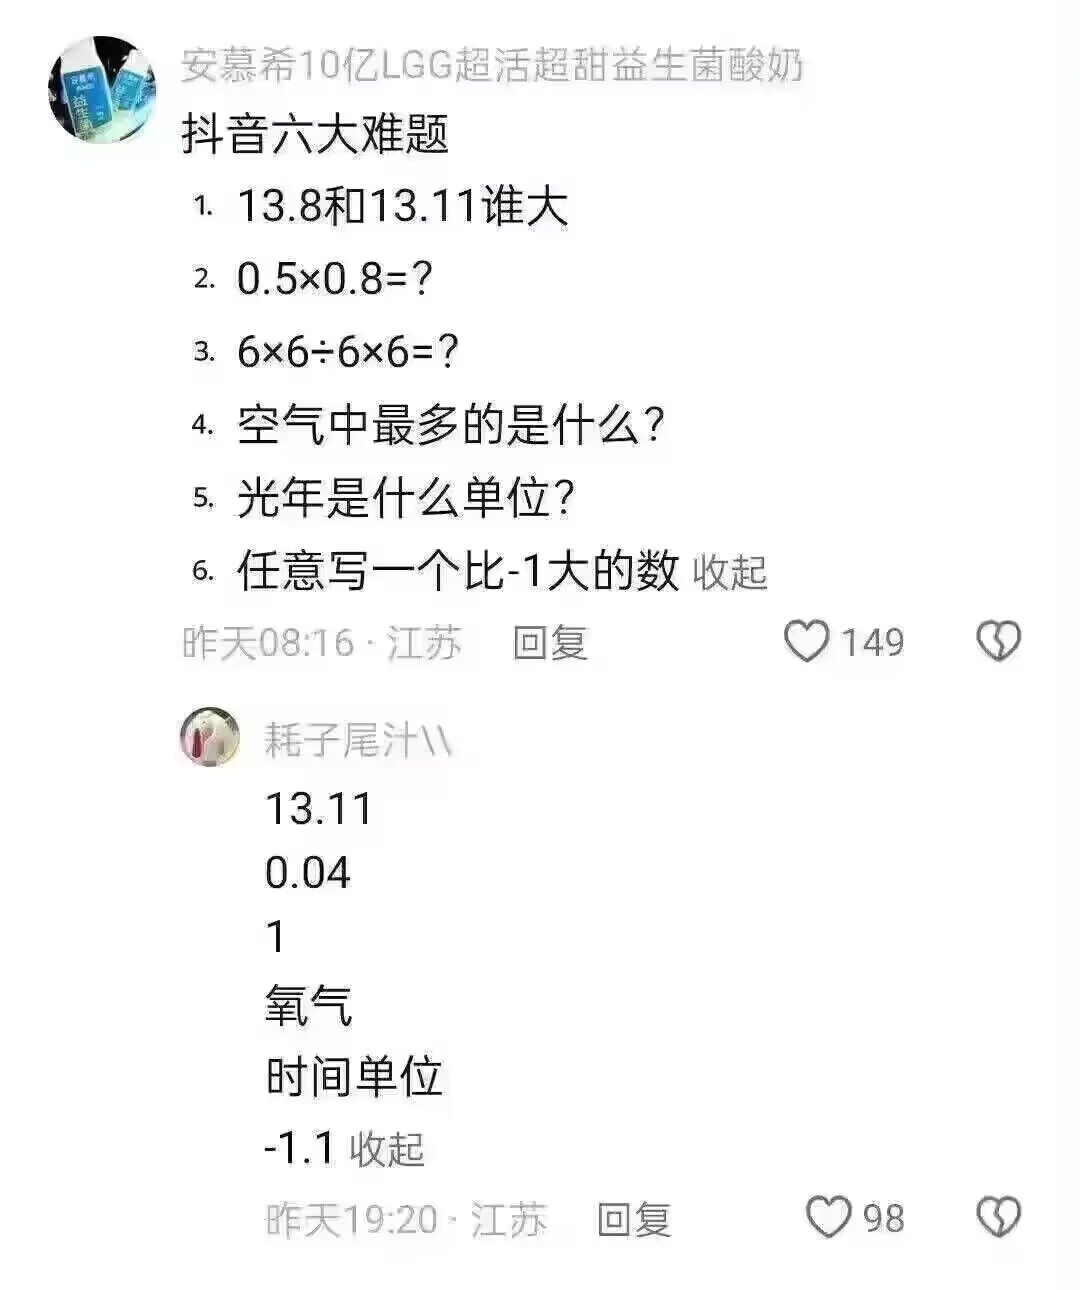 安慕希10亿LGG超活超甜益生菌酸奶
抖音六大难题
1. 13.8和13.11谁大
2. 0.5×0.8=?
3. 6×6÷6×6=?
4. 空气中最多的是什么?
5. 光年是什么单位?
6. 任意写一个比-1大的数 收起
昨天08:16 · 江苏 回复 149
耗子尾汁\\
13.11
0.04
1
氧气
时间单位
-1.1 收起
昨天19:20 · 江苏 回复 98